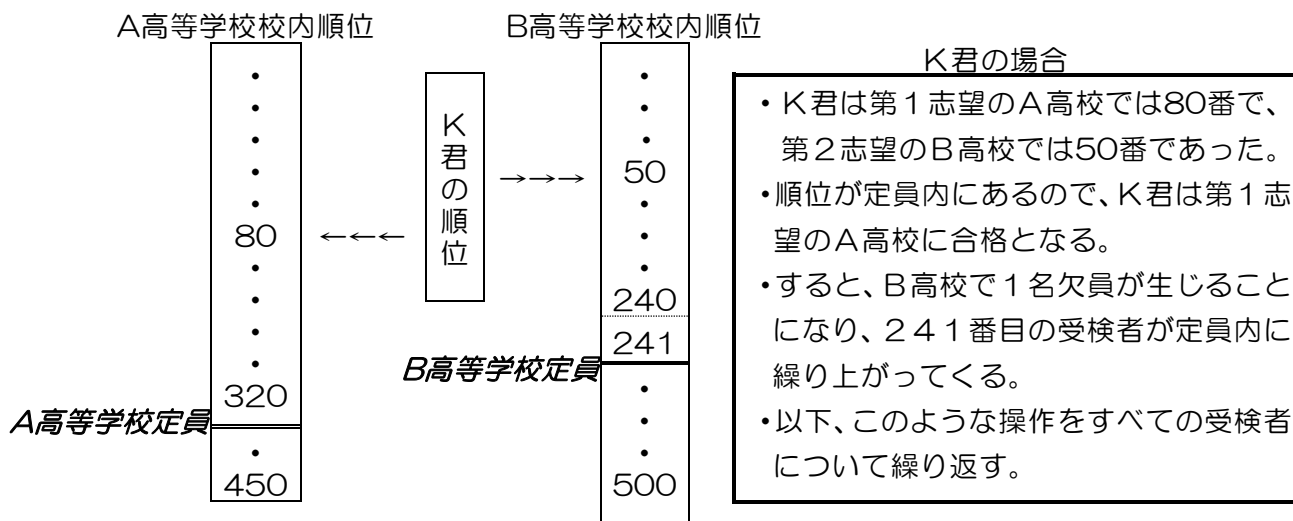 A高等学校校内順位
・
・
・
・
・
80
・
・
・
・
320
A高等学校定員
・
450
←←←
K君の順位
→→→
B高等学校校内順位
・
・
・
50
・
・
・
240
241
B高等学校定員
・
・
・
500
K君の場合
・K君は第1志望のA高校では80番で、
第2志望のB高校では50番であった。
・順位が定員内にあるので、K君は第1志
望のA高校に合格となる。
・すると、B高校で1名欠員が生じること
になり、241番目の受検者が定員内に
繰り上がってくる。
・以下、このような操作をすべての受検者
について繰り返す。